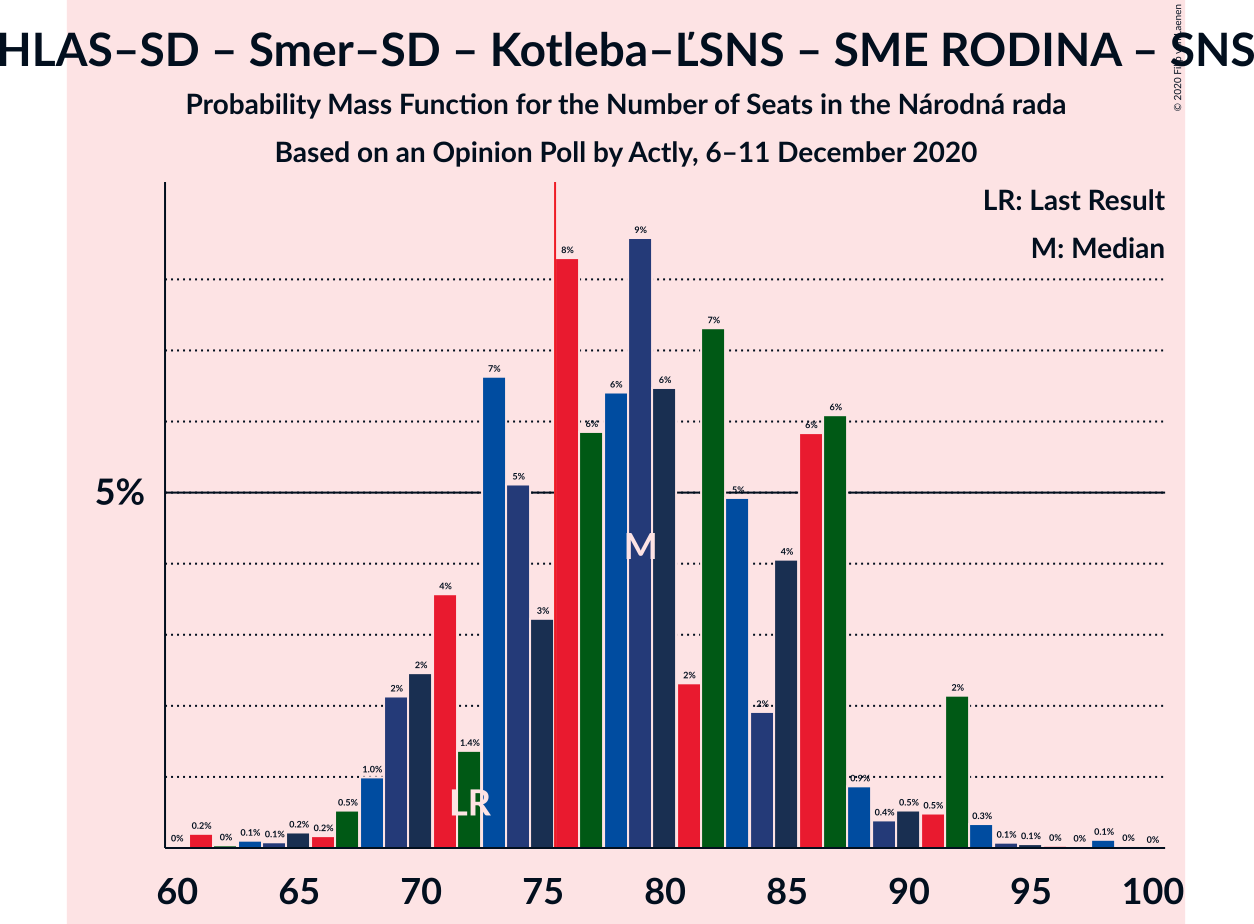 HLAS–SD – Smer–SD – Kotleba–ĽSNS – SME RODINA – SNS
Probability Mass Function for the Number of Seats in the Národná rada
Based on an Opinion Poll by Actly, 6–11 December 2020
© 2020 Filip van Laenen
LR: Last Result
M: Median
5%
0% 0.2% 0% 0.1% 0.1% 0.2% 0.2% 0.5% 1.0% 2% 2% 4% 1.4% 7% 5% 3% 8% 6% 6% 9% 6% 2% 7% 5% 2% 4% 6% 6% 0.9% 0.4% 0.5% 0.5% 2% 0.3% 0.1% 0.1% 0% 0% 0.1% 0% 0%
M
LR
60 65 70 75 80 85 90 95 100